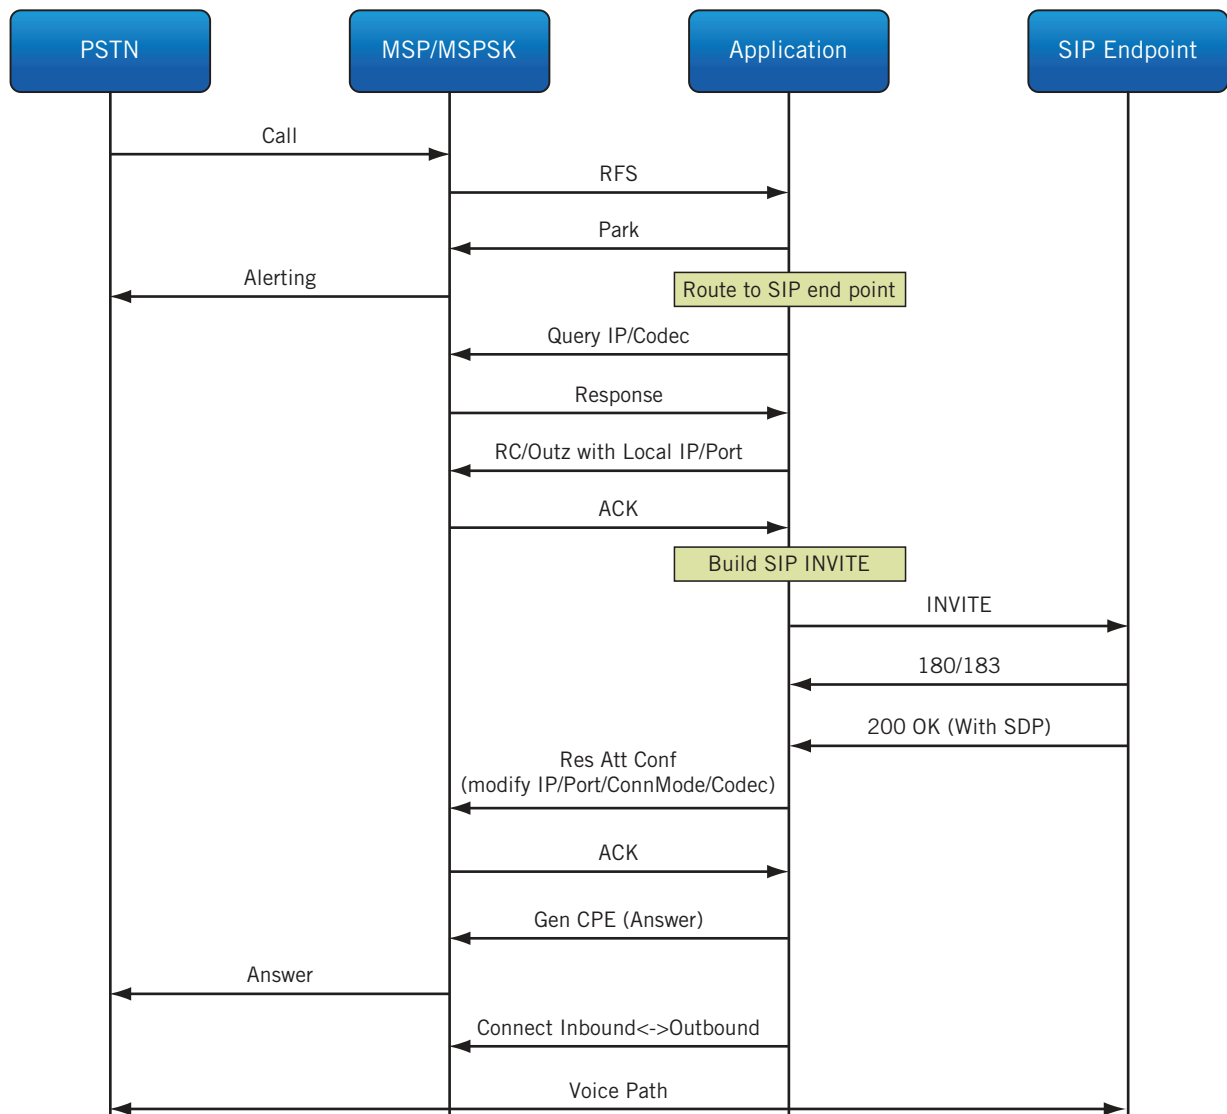 PSTN
MSP/MSPSK
Application
SIP Endpoint
Call
RFS
Park
Alerting
Route to SIP end point
Query IP/Codec
Response
RC/Outz with Local IP/Port
ACK
Build SIP INVITE
INVITE
180/183
200 OK (With SDP)
Res Att Conf
(modify IP/Port/ConnMode/Codec)
ACK
Gen CPE (Answer)
Answer
Connect Inbound<->Outbound
Voice Path